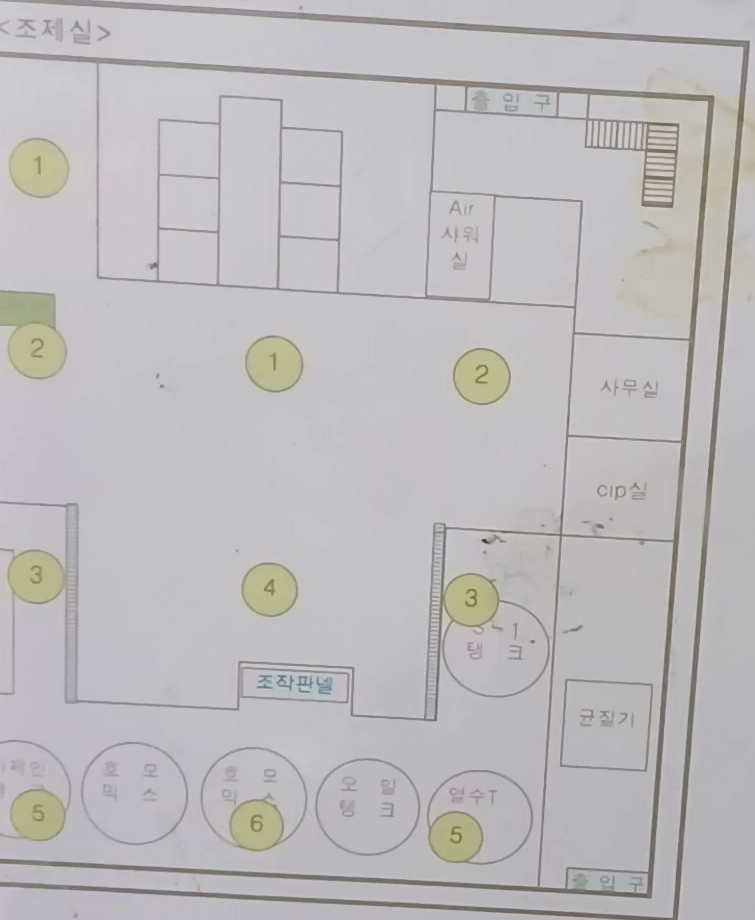 <조제실>
출 입 구
1
Air
샤워
실
2
1
2
사무실
cip실
3
4
3
3 - 1
탱 크
조작판넬
균질기
호 모
믹 스
호 모
믹 스
오 일
탱 크
열수T
5
6
5
출 입 구